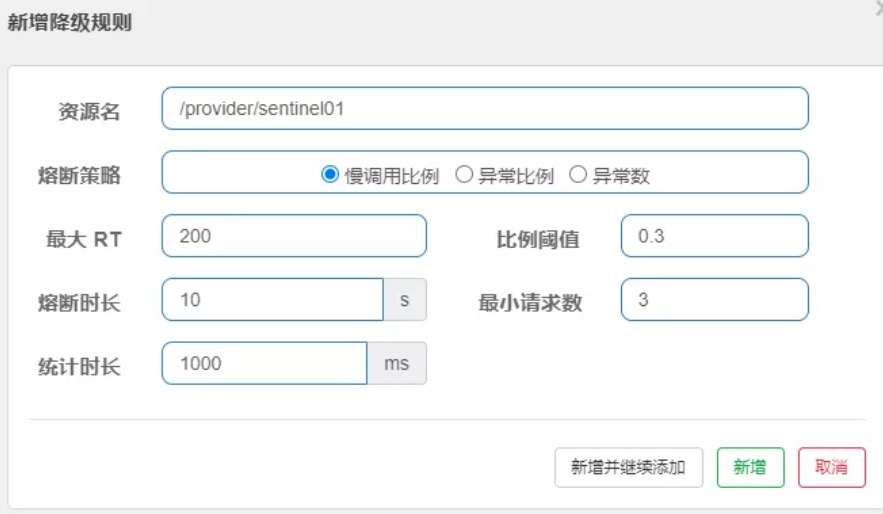 新增降级规则
资源名 /provider/sentinel01
熔断策略 慢调用比例 异常比例 异常数
最大 RT 200 比例阈值 0.3
熔断时长 10 s 最小请求数 3
统计时长 1000 ms
新增并继续添加 新增 取消